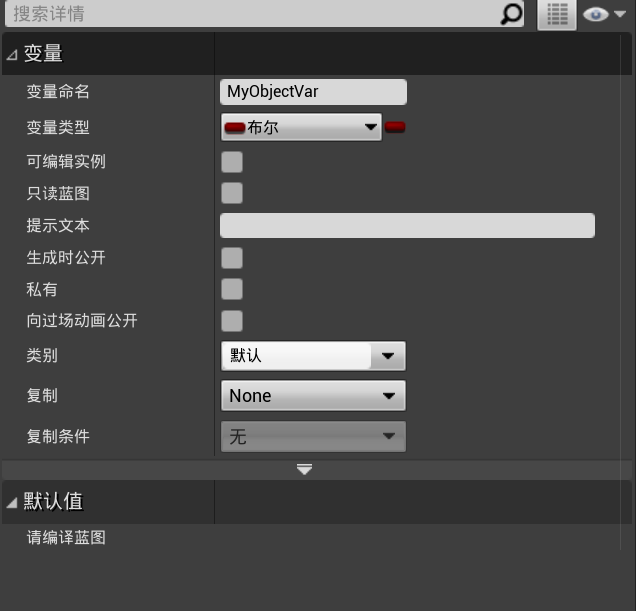 搜索详情
变量
变量命名 MyObjectVar
变量类型 布尔
可编辑实例
只读蓝图
提示文本
生成时公开
私有
向过场动画公开
类别 默认
复制 None
复制条件 无
默认值
请编译蓝图